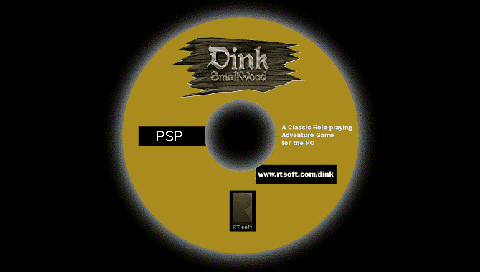 Dink
SmallWood
PSP
A Classic Role-playing
Adventure Game
for the PC
www.rtsoft.com/dink
RTsoft